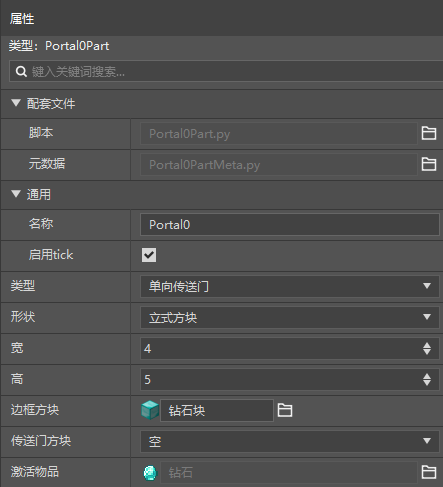 属性
类型：Portal0Part
键入关键词搜索...
配套文件
脚本 Portal0Part.py
元数据 Portal0PartMeta.py
通用
名称 Portal0
启用tick
类型 单向传送门
形状 立式方块
宽 4
高 5
边框方块 钻石块
传送门方块 空
激活物品 钻石